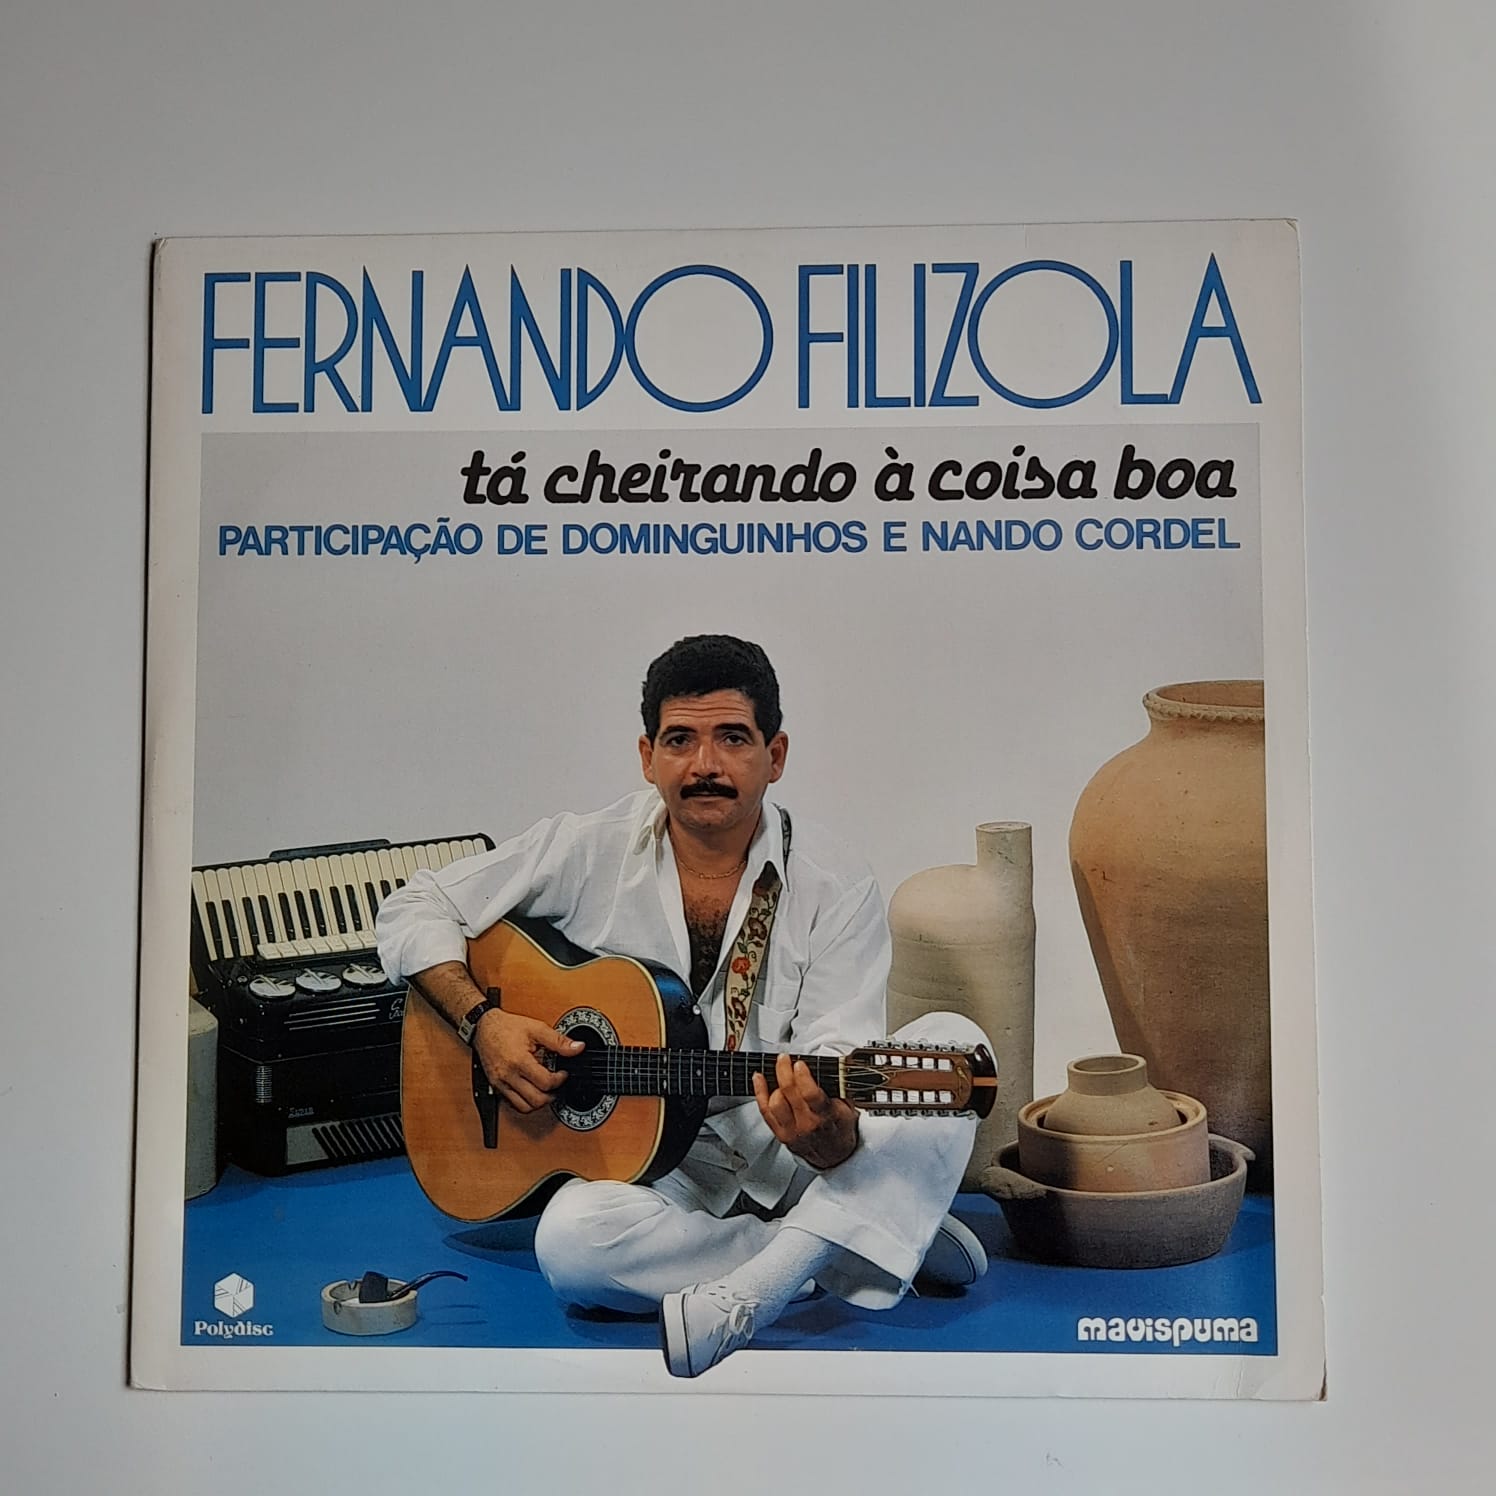 FERNANDO FILIZOLA
tá cheirando à coisa boa
PARTICIPAÇÃO DE DOMINGUINHOS E NANDO CORDEL
Polydisc
mavispuma